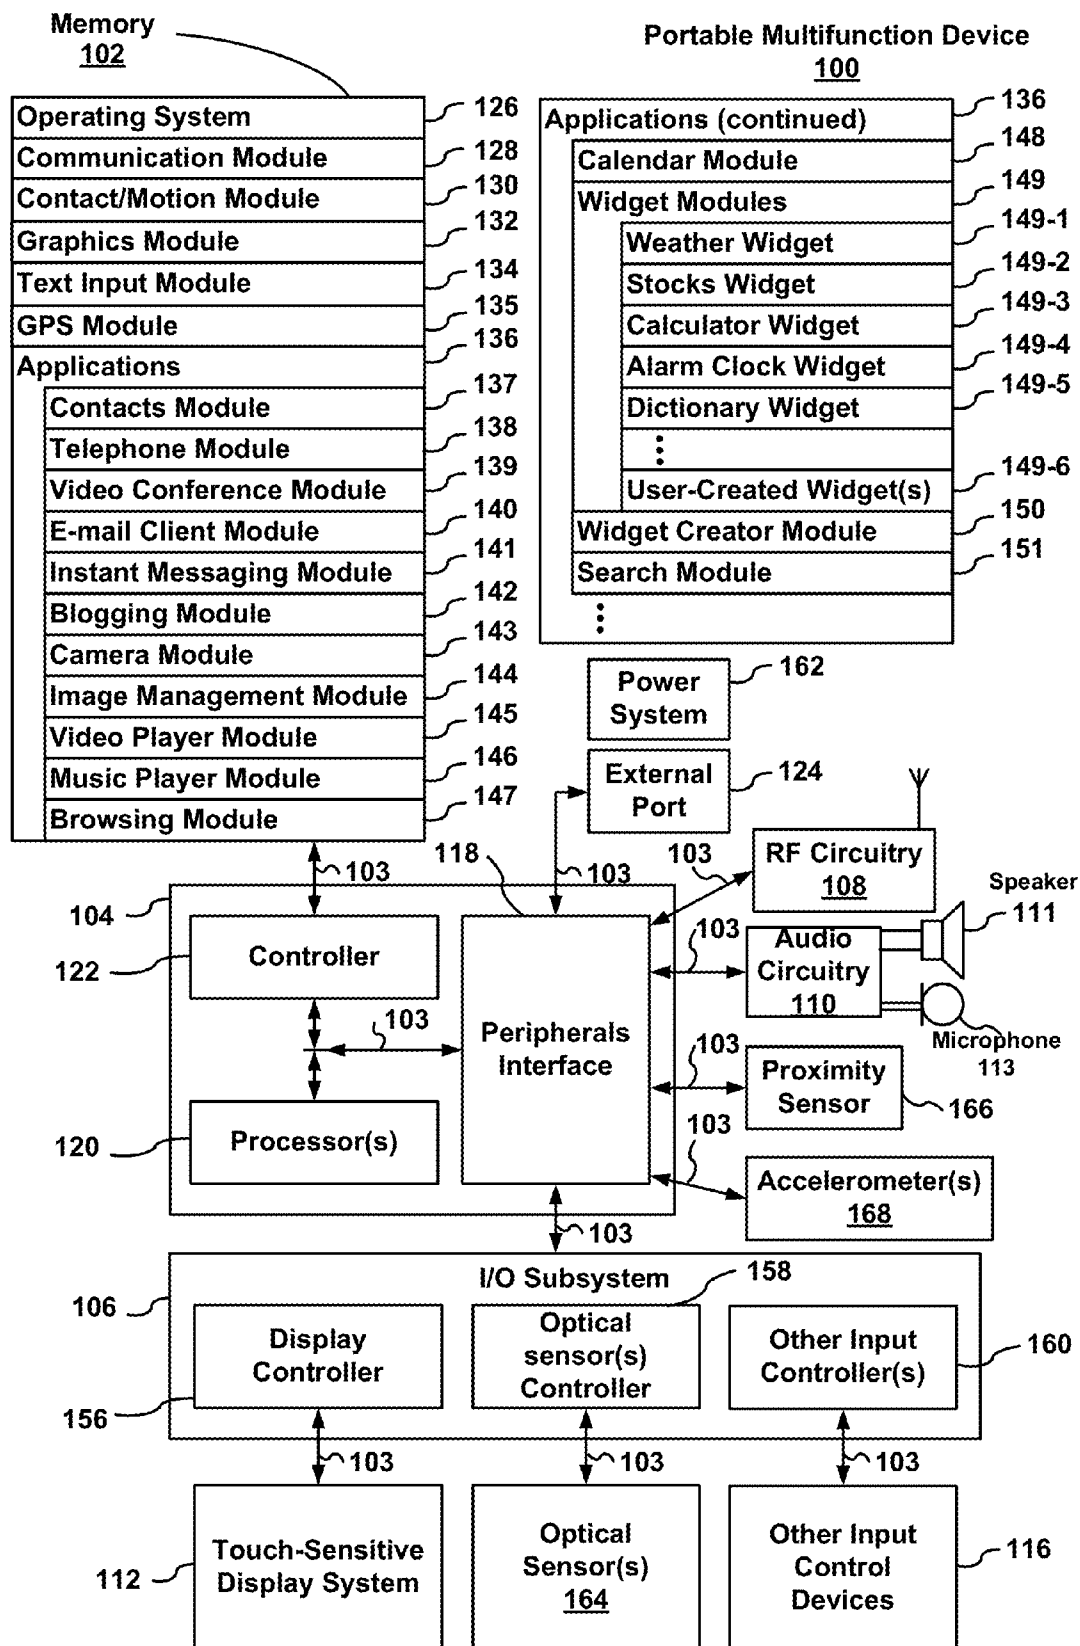 Memory
102
Portable Multifunction Device
100
Operating System
126
Communication Module
128
Contact/Motion Module
130
Graphics Module
132
Text Input Module
134
GPS Module
135
Applications
136
Contacts Module
137
Telephone Module
138
Video Conference Module
139
E-mail Client Module
140
Instant Messaging Module
141
Blogging Module
142
Camera Module
143
Image Management Module
144
Video Player Module
145
Music Player Module
146
Browsing Module
147
Applications (continued)
136
Calendar Module
148
Widget Modules
149
Weather Widget
149-1
Stocks Widget
149-2
Calculator Widget
149-3
Alarm Clock Widget
149-4
Dictionary Widget
149-5
User-Created Widget(s)
149-6
Widget Creator Module
150
Search Module
151
Power
System
162
External
Port
124
103
118
103
103
RF Circuitry
108
Speaker
111
104
Controller
122
103
Audio
Circuitry
110
Microphone
113
103
Peripherals
Interface
103
Proximity
Sensor
166
Processor(s)
120
103
Accelerometer(s)
168
103
I/O Subsystem
158
106
Display
Controller
156
Optical
sensor(s)
Controller
Other Input
Controller(s)
160
103
103
103
Touch-Sensitive
Display System
112
Optical
Sensor(s)
164
Other Input
Control
Devices
116